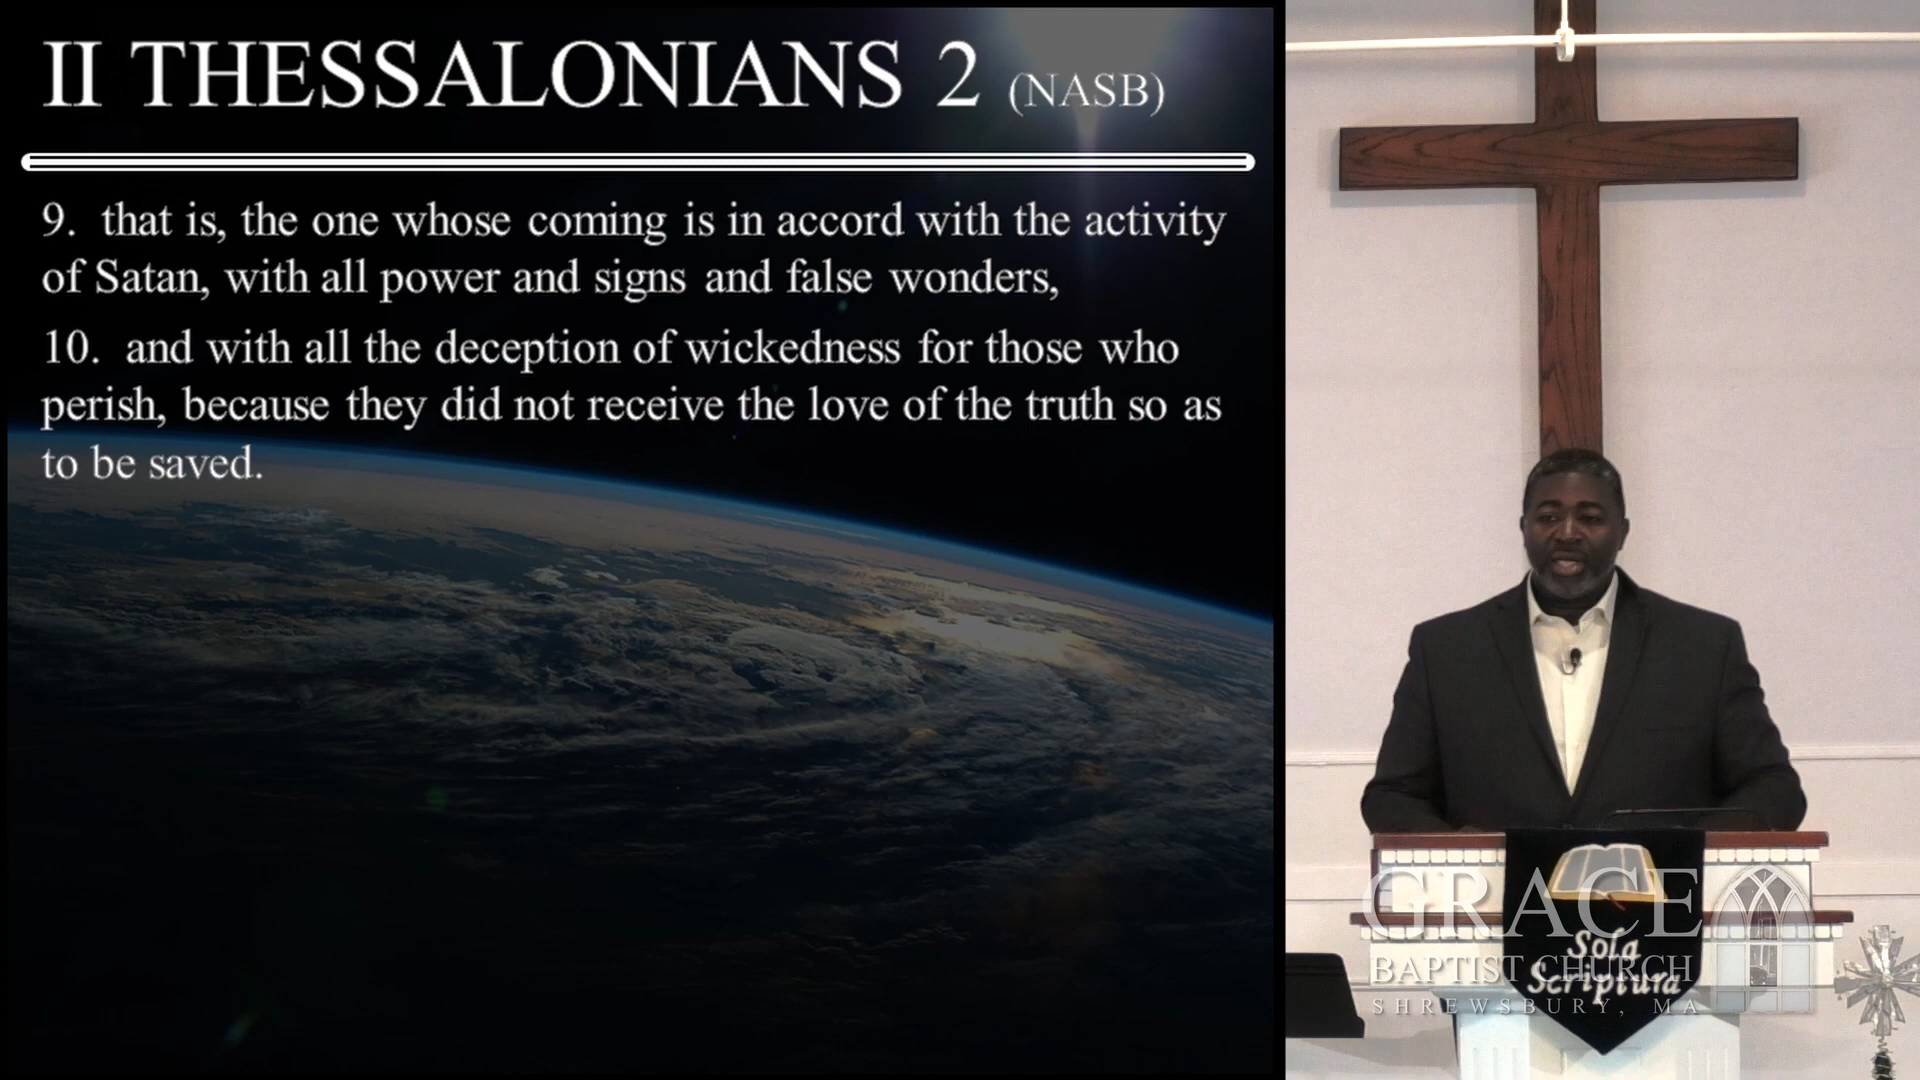 II THESSALONIANS 2 (NASB)
9. that is, the one whose coming is in accord with the activity
of Satan, with all power and signs and false wonders,
10. and with all the deception of wickedness for those who
perish, because they did not receive the love of the truth so as
to be saved.
GRACE
BAPTIST CHURCH
SHREWSBURY, MA
Sola
Scriptura